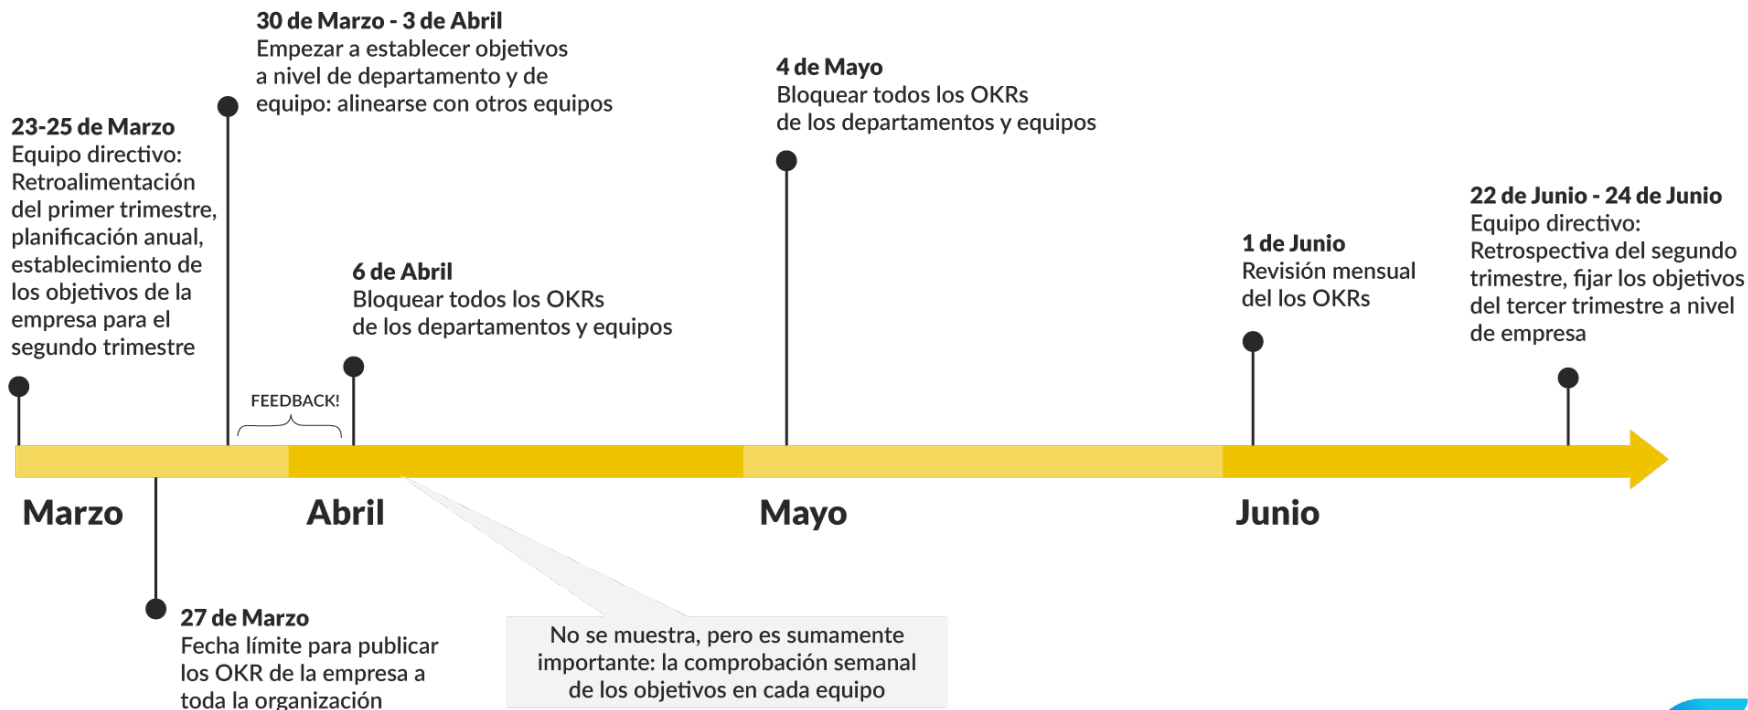 30 de Marzo - 3 de Abril
Empezar a establecer objetivos
a nivel de departamento y de
equipo: alinearse con otros equipos
4 de Mayo
Bloquear todos los OKRs
de los departamentos y equipos
23-25 de Marzo
Equipo directivo:
Retroalimentación
del primer trimestre,
planificación anual,
establecimiento de
los objetivos de la
empresa para el
segundo trimestre
22 de Junio - 24 de Junio
Equipo directivo:
Retrospectiva del segundo
trimestre, fijar los objetivos
del tercer trimestre a nivel
de empresa
1 de Junio
Revisión mensual
del los OKRs
6 de Abril
Bloquear todos los OKRs
de los departamentos y equipos
FEEDBACK!
Marzo
Abril
Mayo
Junio
27 de Marzo
Fecha límite para publicar
los OKR de la empresa a
toda la organización
No se muestra, pero es sumamente
importante: la comprobación semanal
de los objetivos en cada equipo